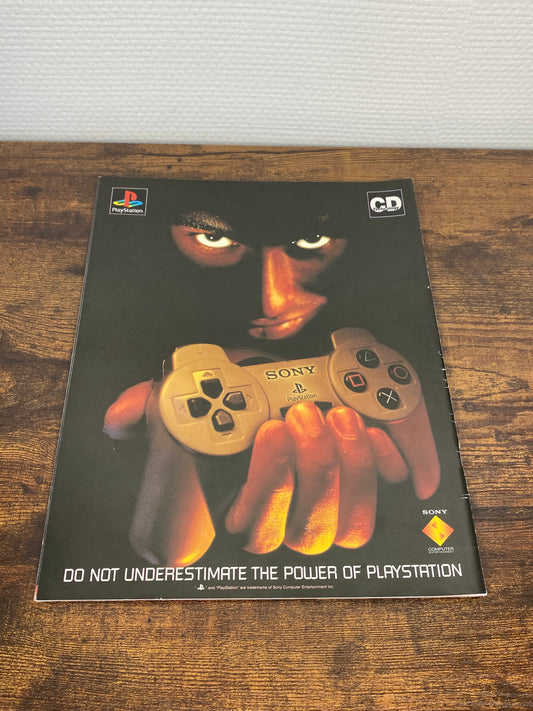 PlayStation
CD
SONY
PlayStation
SONY
COMPUTER
ENTERTAINMENT
DO NOT UNDERESTIMATE THE POWER OF PLAYSTATION
and "PlayStation" are trademarks of Sony Computer Entertainment Inc.